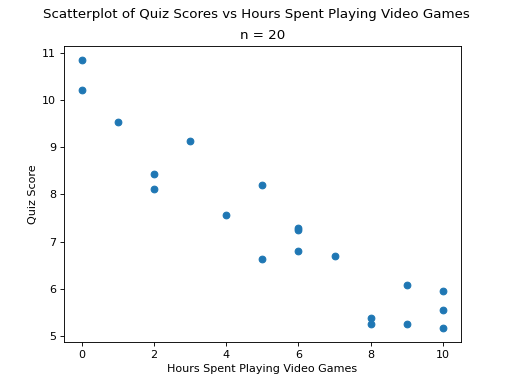 Scatterplot of Quiz Scores vs Hours Spent Playing Video Games
n = 20
11
10
9
8
7
6
5
Quiz Score
0 2 4 6 8 10
Hours Spent Playing Video Games